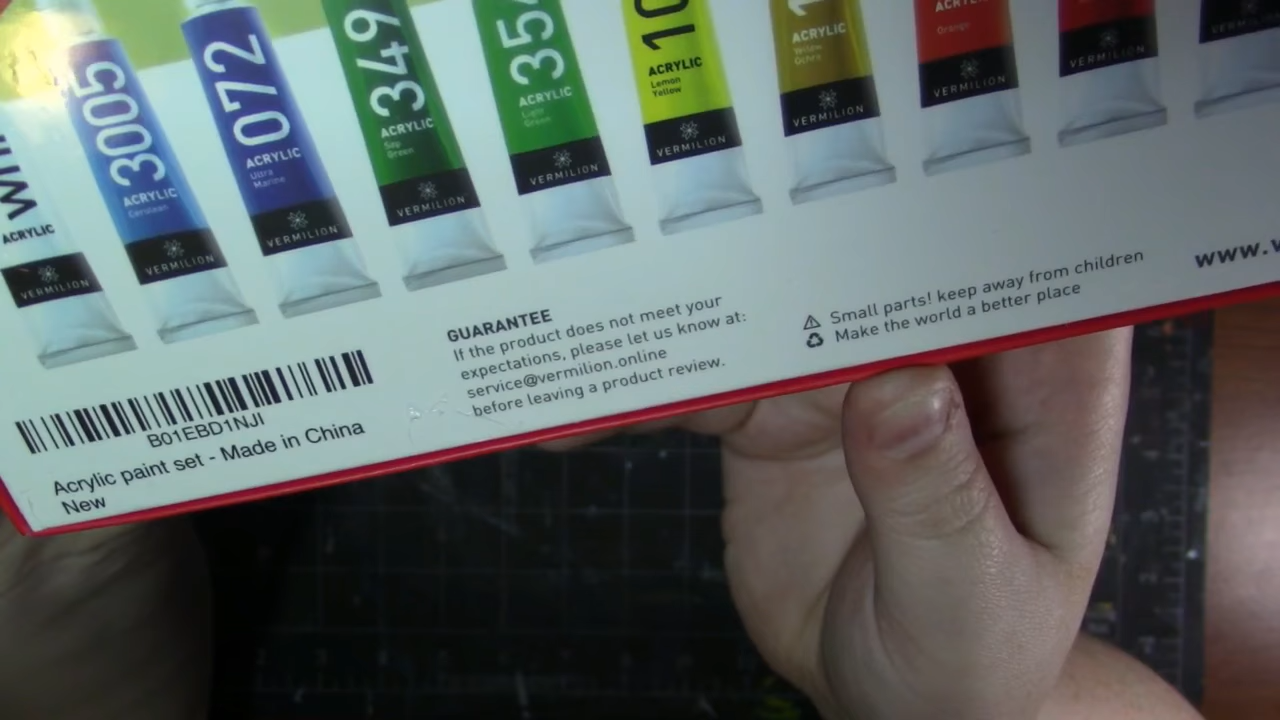 WHI
ACRYLIC
VERMILION
3005
ACRYLIC
Cerulean
VERMILION
072
ACRYLIC
Ultra
Marine
VERMILION
349
ACRYLIC
Sap
Green
VERMILION
354
ACRYLIC
Light
Green
VERMILION
10
ACRYLIC
Lemon
Yellow
VERMILION
1
ACRYLIC
Yellow
Ochre
VERMILION
ACRYLIC
Orange
VERMILION
VERMILION
VERMILION
B01EBD1NJI
Acrylic paint set - Made in China
New
GUARANTEE
If the product does not meet your
expectations, please let us know at:
service@vermilion.online
before leaving a product review.
Small parts! keep away from children
Make the world a better place
www.v